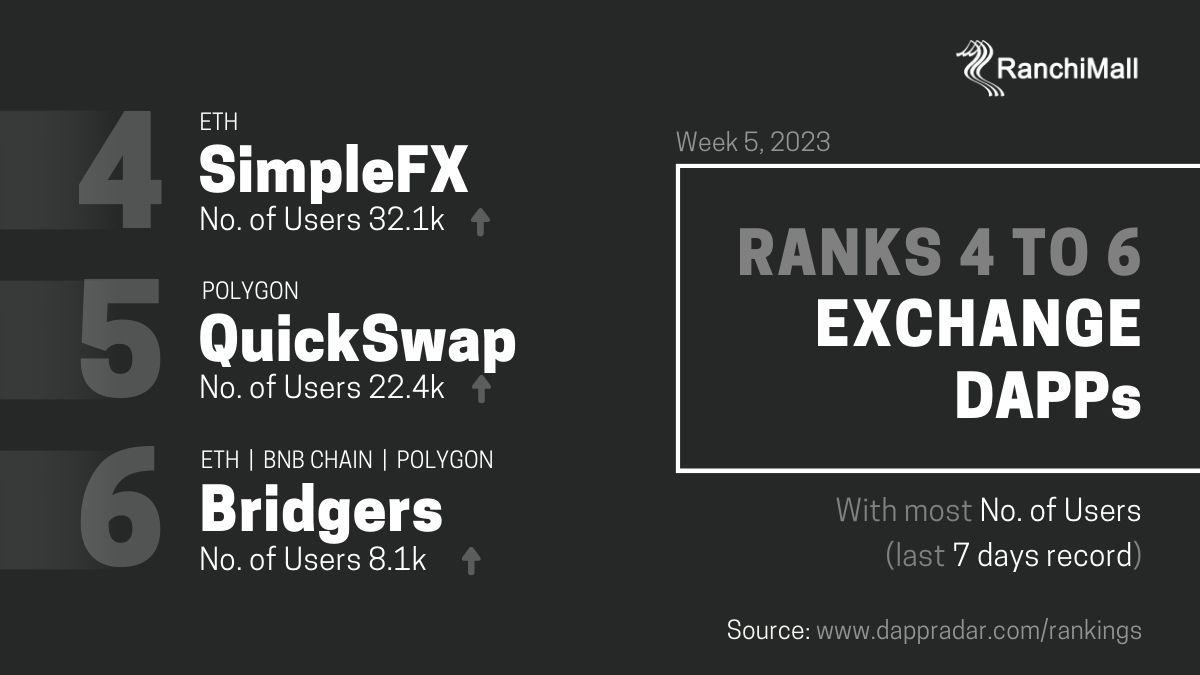 RanchiMall
4
ETH
SimpleFX
No. of Users 32.1k
5
POLYGON
QuickSwap
No. of Users 22.4k
6
ETH | BNB CHAIN | POLYGON
Bridgers
No. of Users 8.1k
Week 5, 2023
RANKS 4 TO 6
EXCHANGE
DAPPs
With most No. of Users
(last 7 days record)
Source: www.dappradar.com/rankings